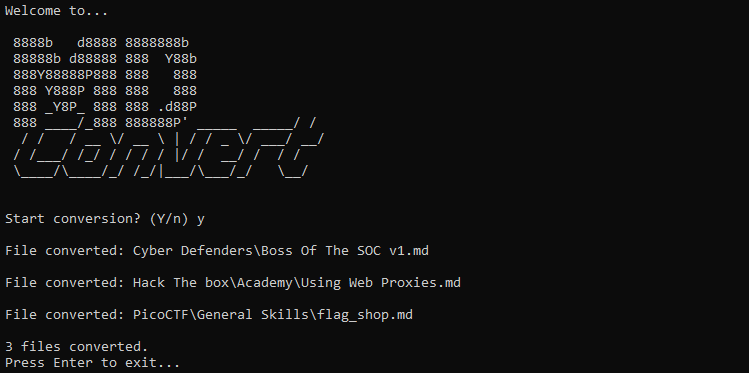 Welcome to...
MD
Convert
Start conversion? (Y/n) y
File converted: Cyber Defenders\Boss Of The SOC v1.md
File converted: Hack The box\Academy\Using Web Proxies.md
File converted: PicoCTF\General Skills\flag_shop.md
3 files converted.
Press Enter to exit...